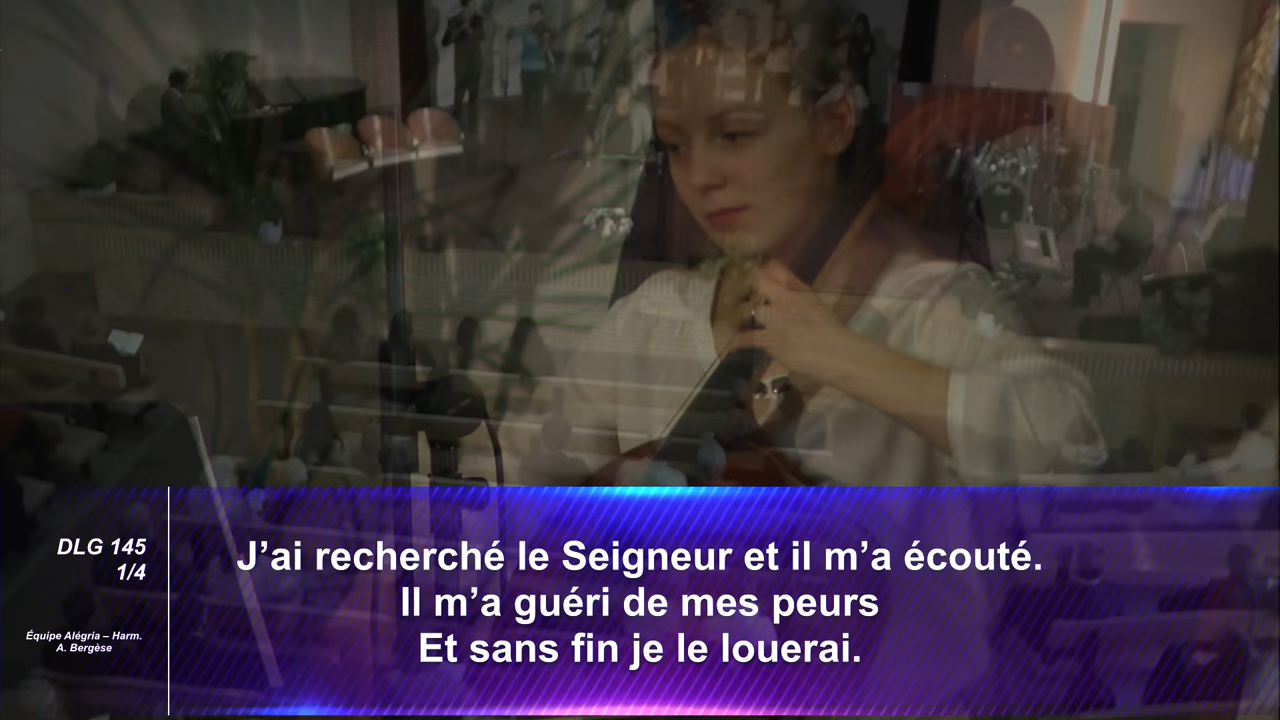 DLG 145
1/4
Équipe Alégria – Harm.
A. Bergèse
J’ai recherché le Seigneur et il m’a écouté.
Il m’a guéri de mes peurs
Et sans fin je le louerai.